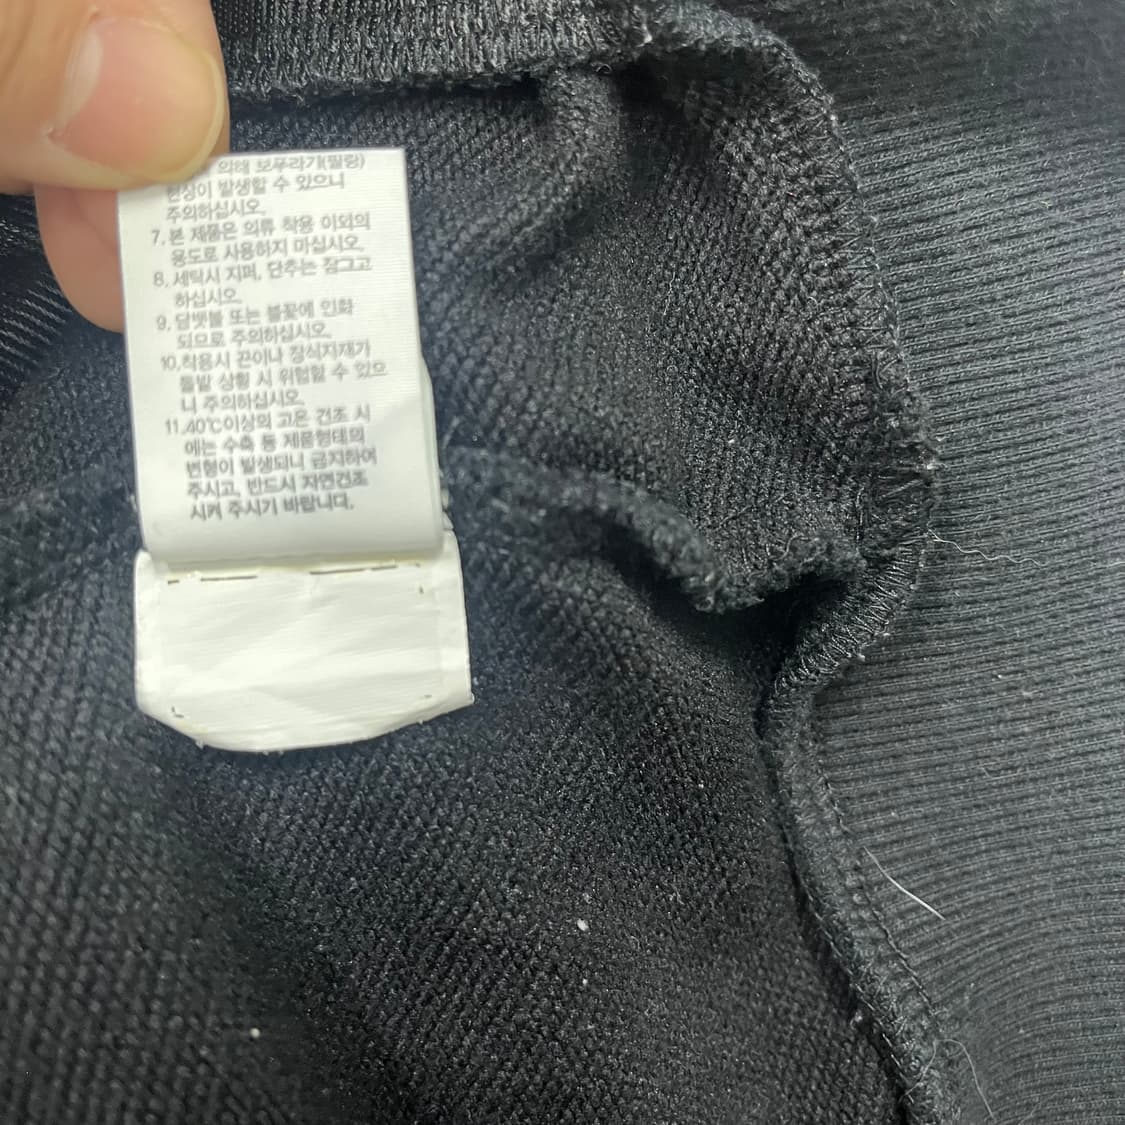 의해 보푸라기(필링)
현상이 발생할 수 있으니
주의하십시오.
7. 본 제품은 의류 착용 이외의
용도로 사용하지 마십시오.
8. 세탁시 지퍼, 단추는 잠그고
하십시오.
9. 담뱃불 또는 불꽃에 인화
되므로 주의하십시오.
10.착용시 끈이나 장식지재가
돌발 상황 시 위험할 수 있으
니 주의하십시오.
11.40℃이상의 고온 건조 시
에는 수축 등 제품형태의
변형이 발생되니 금지하여
주시고, 반드시 자연건조
시켜 주시기 바랍니다.